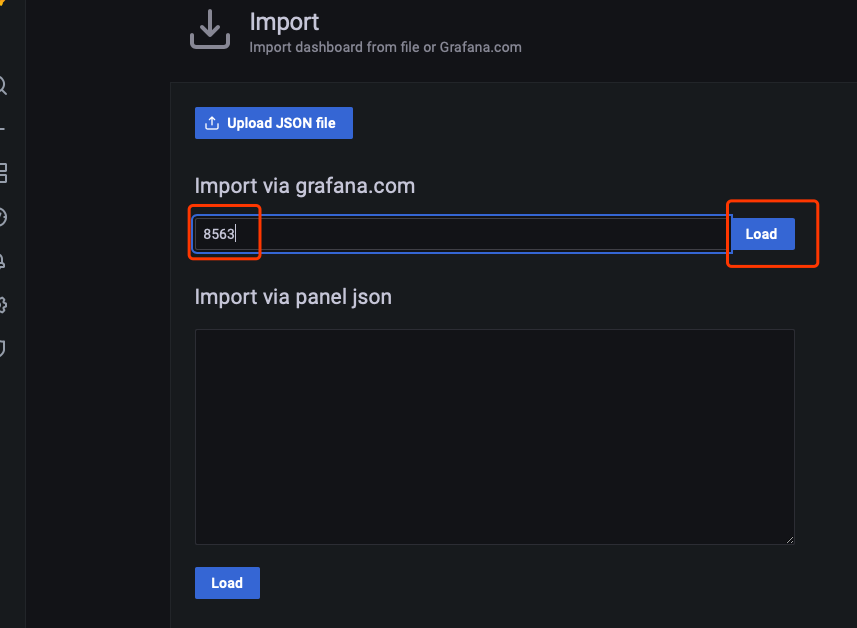 Import
Import dashboard from file or Grafana.com
Upload JSON file
Import via grafana.com
8563
Load
Import via panel json
Load